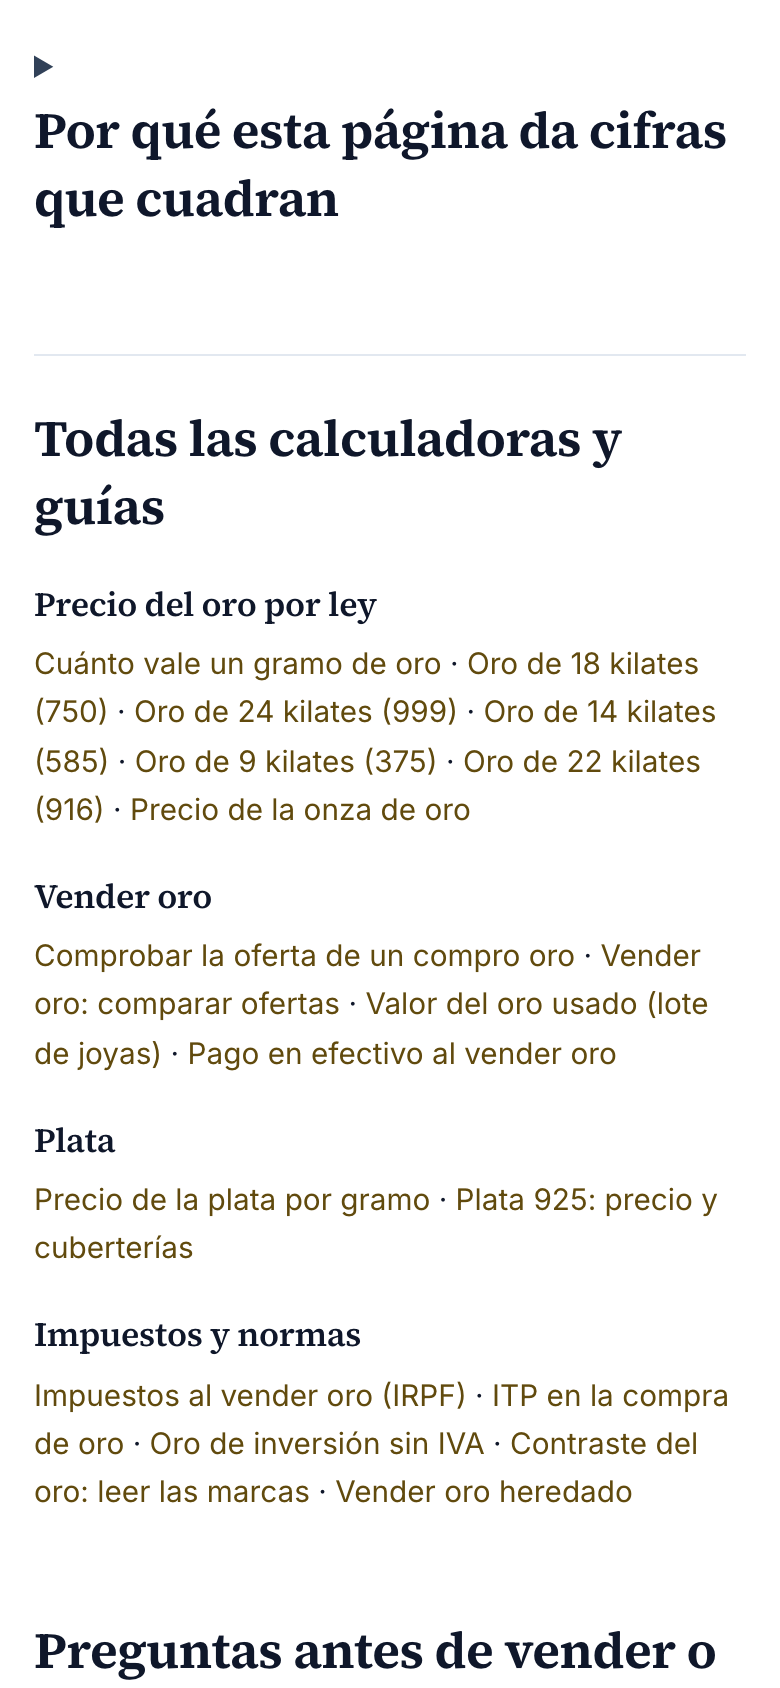 Por qué esta página da cifras
que cuadran
Todas las calculadoras y
guías
Precio del oro por ley
Cuánto vale un gramo de oro · Oro de 18 kilates
(750) · Oro de 24 kilates (999) · Oro de 14 kilates
(585) · Oro de 9 kilates (375) · Oro de 22 kilates
(916) · Precio de la onza de oro
Vender oro
Comprobar la oferta de un compro oro · Vender
oro: comparar ofertas · Valor del oro usado (lote
de joyas) · Pago en efectivo al vender oro
Plata
Precio de la plata por gramo · Plata 925: precio y
cuberterías
Impuestos y normas
Impuestos al vender oro (IRPF) · ITP en la compra
de oro · Oro de inversión sin IVA · Contraste del
oro: leer las marcas · Vender oro heredado
Preguntas antes de vender o